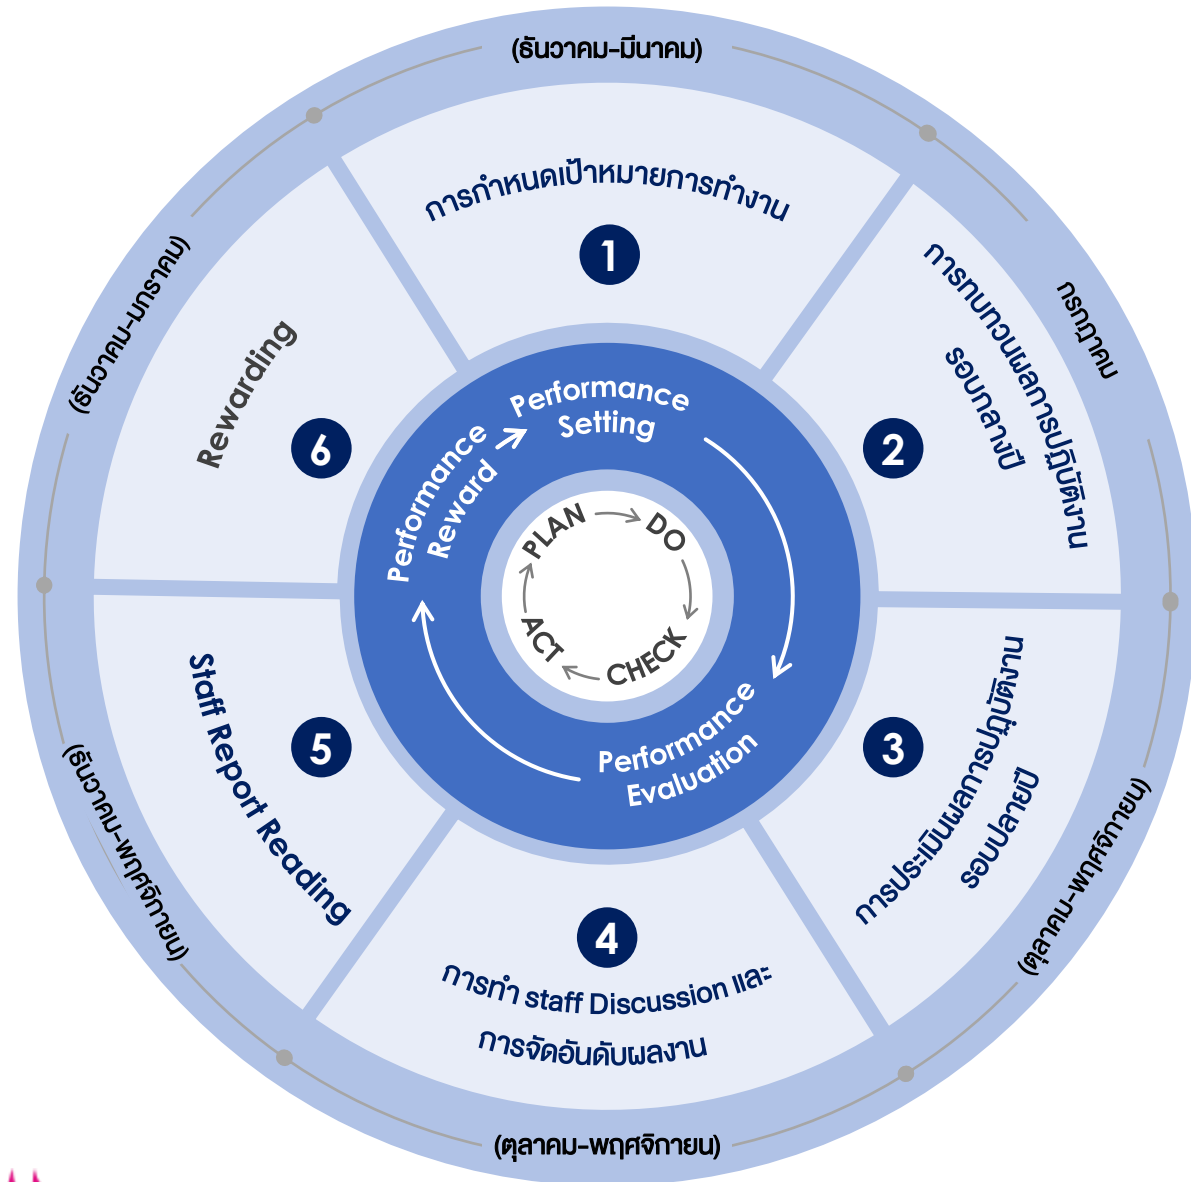 (ธันวาคม-มีนาคม)
การกำหนดเป้าหมายการทำงาน
1
กรกฎาคม
การทบทวนผลการปฏิบัติงาน
รอบกลางปี
2
(ตุลาคม-พฤศจิกายน)
การประเมินผลการปฏิบัติงาน
รอบปลายปี
3
4
การทำ staff Discussion และ
การจัดอันดับผลงาน
(ตุลาคม-พฤศจิกายน)
5
Staff Report Reading
(ธันวาคม-พฤศจิกายน)
6
Rewarding
(ธันวาคม-มกราคม)
Performance
Setting
Performance
Evaluation
Performance
Reward
PLAN
DO
CHECK
ACT